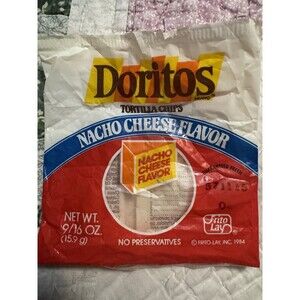 Doritos
BRAND
TORTILLA CHIPS
NACHO CHEESE FLAVOR
NACHO
CHEESE
FLAVOR
NET WT.
9/16 OZ.
(15.9 g)
NO PRESERVATIVES
Frito
Lay
© FRITO-LAY, INC. 1984